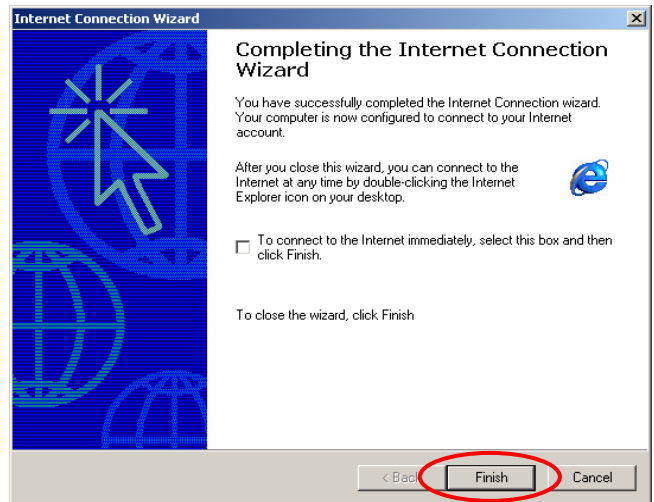 Internet Connection Wizard
Completing the Internet Connection
Wizard
You have successfully completed the Internet Connection wizard.
Your computer is now configured to connect to your Internet
account.
After you close this wizard, you can connect to the
Internet at any time by double-clicking the Internet
Explorer icon on your desktop.
To connect to the Internet immediately, select this box and then
click Finish.
To close the wizard, click Finish
< Back Finish Cancel